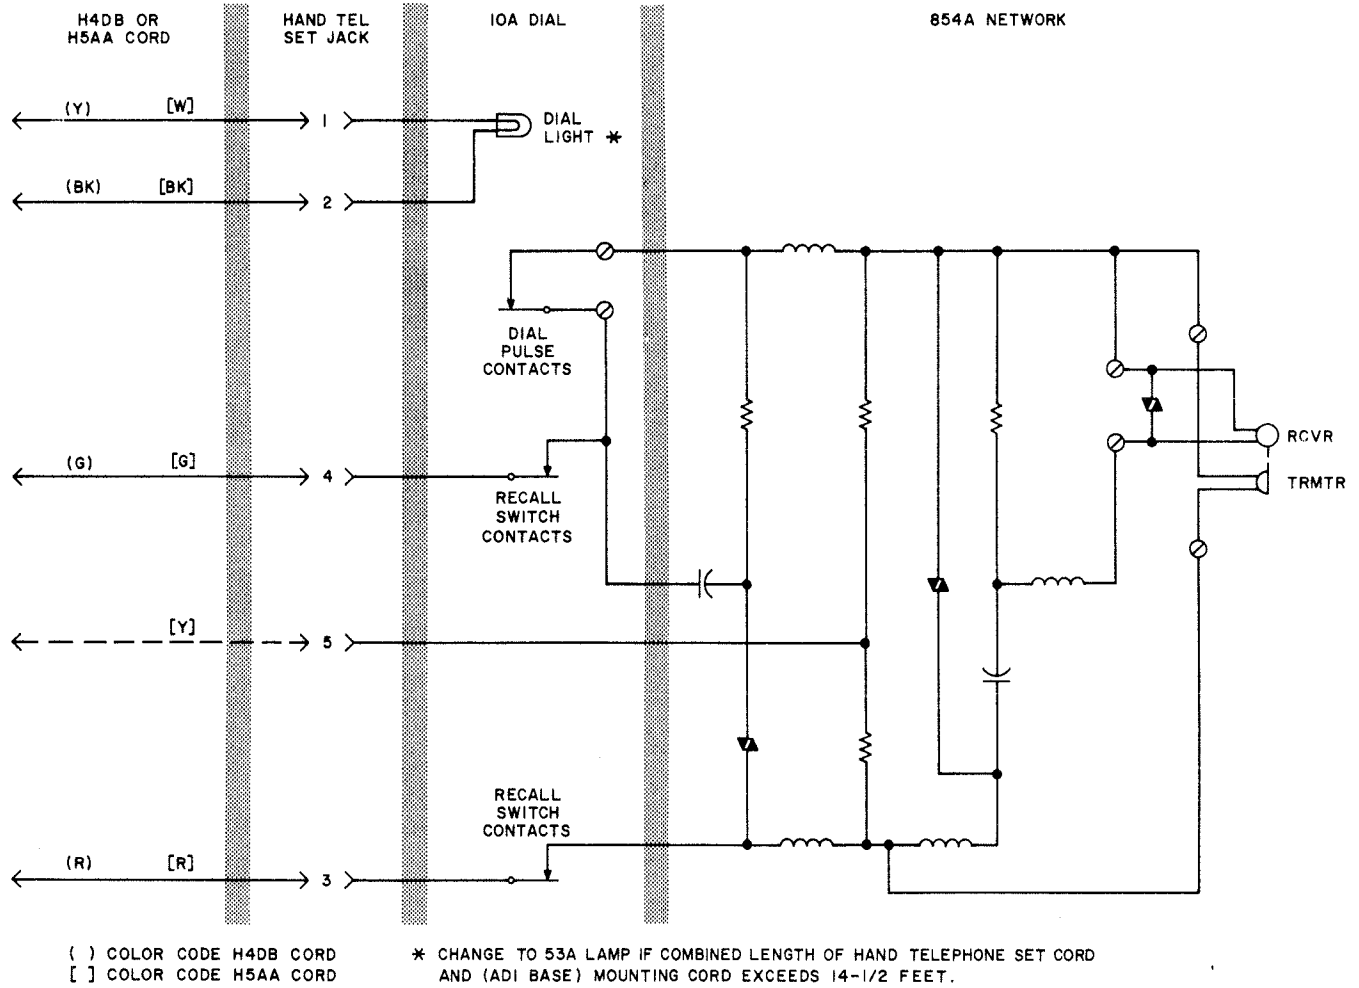 H4DB OR
H5AA CORD
HAND TEL
SET JACK
10A DIAL
854A NETWORK
(Y) [W] 1
DIAL
LIGHT *
(BK) [BK] 2
DIAL
PULSE
CONTACTS
(G) [G] 4
RECALL
SWITCH
CONTACTS
RCVR
TRMTR
[Y] 5
RECALL
SWITCH
CONTACTS
(R) [R] 3
( ) COLOR CODE H4DB CORD
[ ] COLOR CODE H5AA CORD
* CHANGE TO 53A LAMP IF COMBINED LENGTH OF HAND TELEPHONE SET CORD
AND (AD1 BASE) MOUNTING CORD EXCEEDS 14-1/2 FEET.